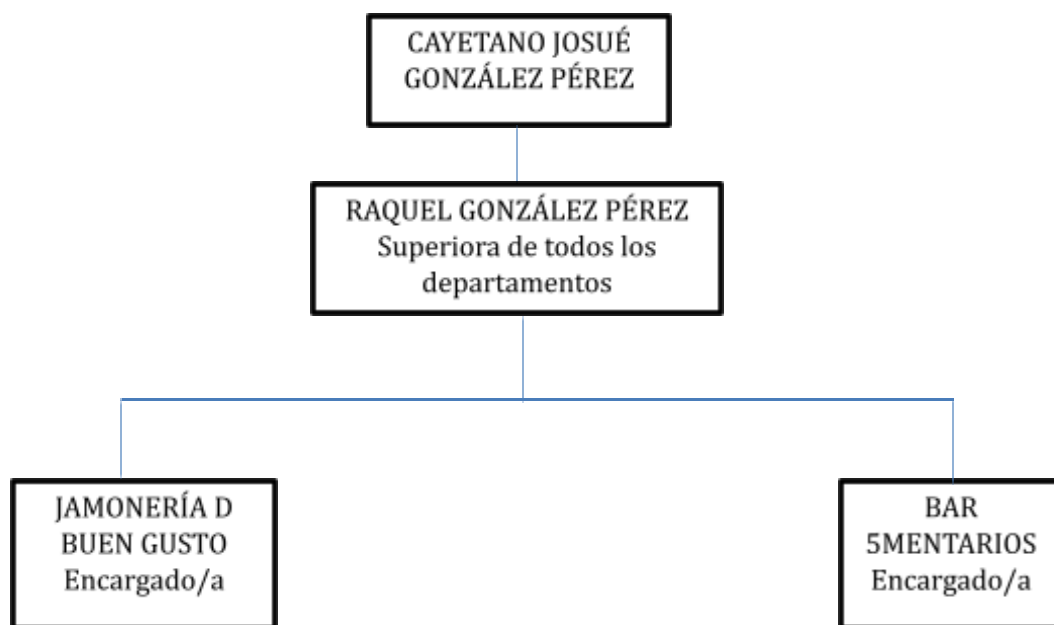 CAYETANO JOSUÉ
GONZÁLEZ PÉREZ
RAQUEL GONZÁLEZ PÉREZ
Superiora de todos los
departamentos
JAMONERÍA D
BUEN GUSTO
Encargado/a
BAR
5MENTARIOS
Encargado/a